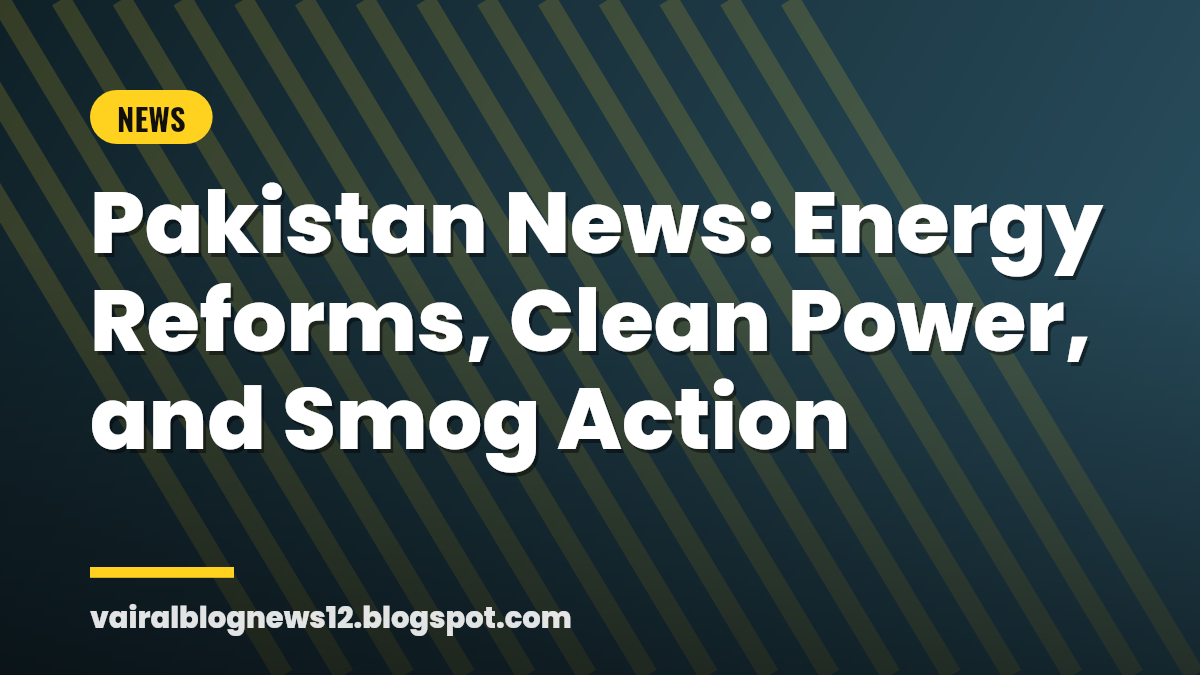 NEWS
Pakistan News: Energy
Reforms, Clean Power,
and Smog Action
vairalblognews12.blogspot.com